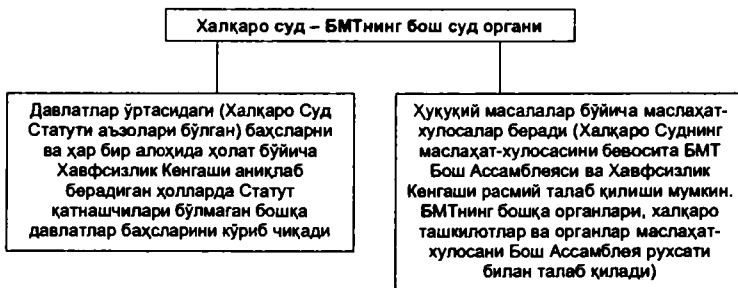 Халқаро суд – БМТнинг бош суд органи
Давлатлар ўртасидаги (Халқаро Суд
Статути аъзолари бўлган) баҳсларни
ва ҳар бир алоҳида ҳолат бўйича
Хавфсизлик Кенгаши аниқлаб
берадиган ҳолларда Статут
қатнашчилари бўлмаган бошқа
давлатлар баҳсларини кўриб чиқади
Ҳуқуқий масалалар бўйича маслаҳат-
хулосалар беради (Халқаро Суднинг
маслаҳат-хулосасини бевосита БМТ
Бош Ассамблеяси ва Хавфсизлик
Кенгаши расмий талаб қилиши мумкин.
БМТнинг бошқа органлари, халқаро
ташкилотлар ва органлар маслаҳат-
хулосани Бош Ассамблея рухсати
билан талаб қилади)